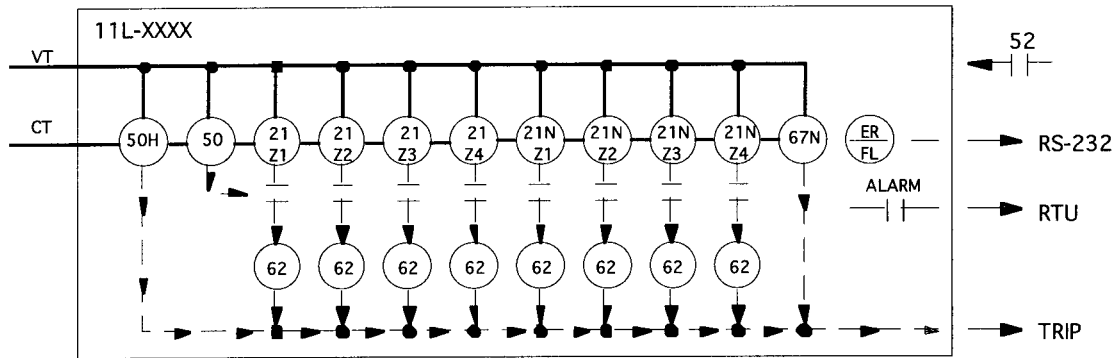 11L-XXXX
52
VT
CT
50H 50 21 Z1 21 Z2 21 Z3 21 Z4 21N Z1 21N Z2 21N Z3 21N Z4 67N ER FL RS-232
ALARM
RTU
62 62 62 62 62 62 62 62
TRIP